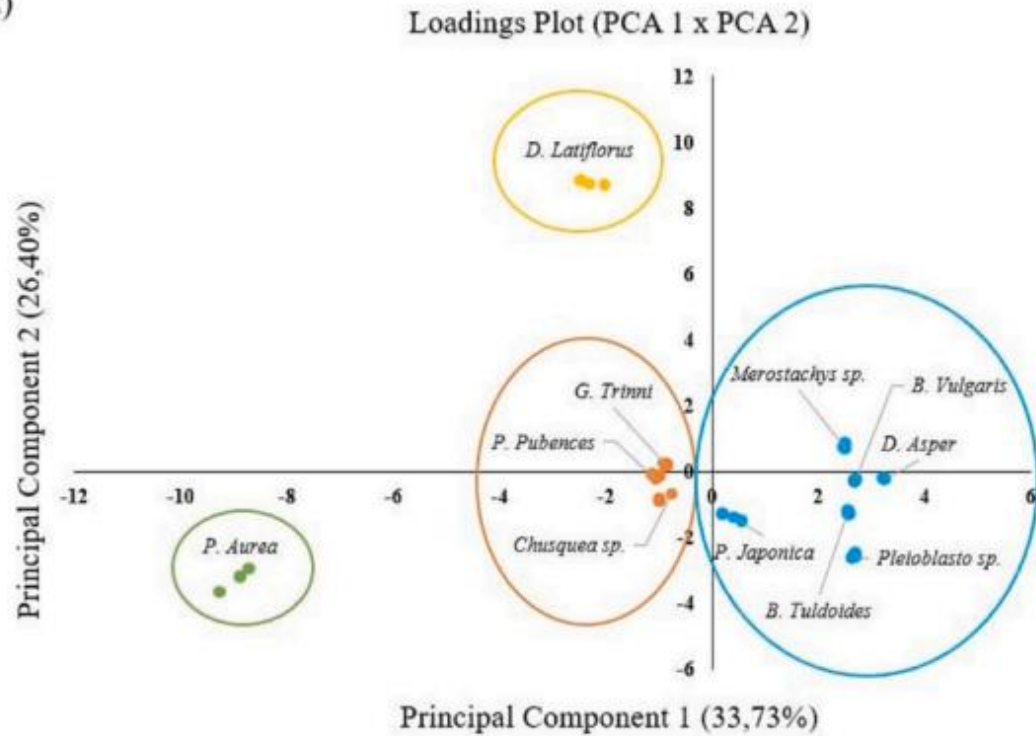 )
Loadings Plot (PCA 1 x PCA 2)
Principal Component 2 (26,40%)
12
10
8
6
4
2
0
-2
-4
-6
D. Latiflorus
G. Trinni
P. Pubences
Chusquea sp.
P. Aurea
Merostachys sp.
B. Vulgaris
D. Asper
P. Japonica
Pleioblasto sp.
B. Tuldoides
-12 -10 -8 -6 -4 -2 0 2 4 6
Principal Component 1 (33,73%)